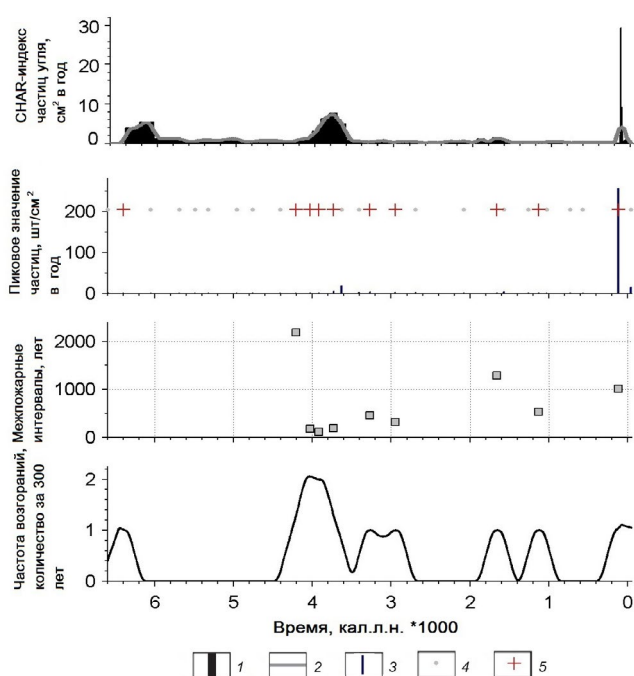 CHAR-индекс
частиц угля,
см² в год
30
20
10
0
Пиковое значение
частиц, шт/см²
в год
200
100
0
Межпожарные
интервалы, лет
2000
1000
0
Частота возгораний,
количество за 300
лет
2
1
0
6 5 4 3 2 1 0
Время, кал.л.н. *1000
1 2 3 4 5